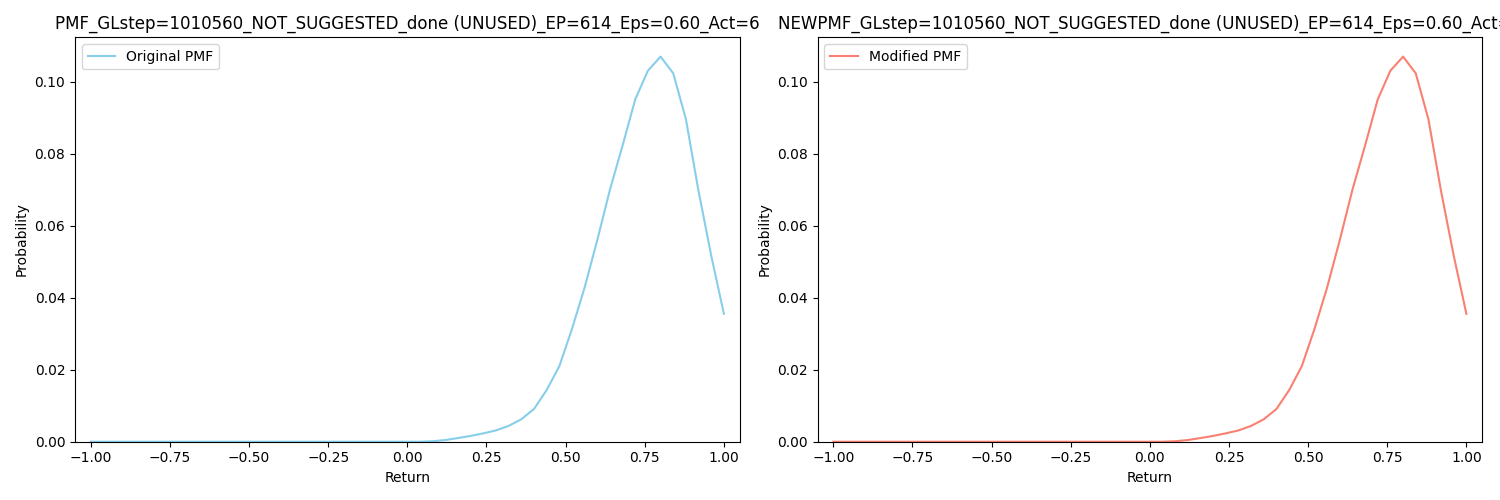 PMF_GLstep=1010560_NOT_SUGGESTED_done (UNUSED)_EP=614_Eps=0.60_Act=6
Original PMF
Probability
0.10
0.08
0.06
0.04
0.02
0.00
−1.00 −0.75 −0.50 −0.25 0.00 0.25 0.50 0.75 1.00
Return
NEWPMF_GLstep=1010560_NOT_SUGGESTED_done (UNUSED)_EP=614_Eps=0.60_Act=
Modified PMF
Probability
0.10
0.08
0.06
0.04
0.02
0.00
−1.00 −0.75 −0.50 −0.25 0.00 0.25 0.50 0.75 1.00
Return